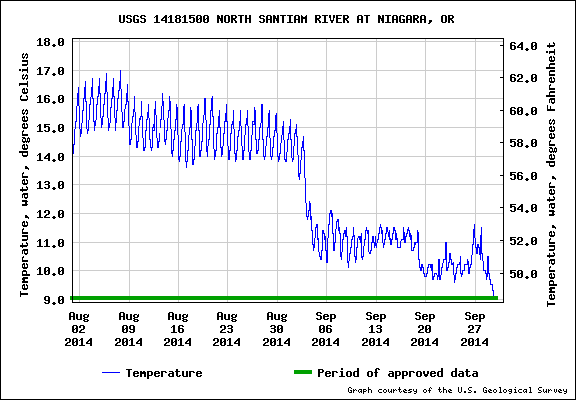 USGS 14181500 NORTH SANTIAM RIVER AT NIAGARA, OR
Temperature, water, degrees Celsius
18.0
17.0
16.0
15.0
14.0
13.0
12.0
11.0
10.0
9.0
64.0
62.0
60.0
58.0
56.0
54.0
52.0
50.0
Temperature, water, degrees Fahrenheit
Aug Aug Aug Aug Aug Sep Sep Sep Sep
02 09 16 23 30 06 13 20 27
2014 2014 2014 2014 2014 2014 2014 2014 2014
Temperature Period of approved data
Graph courtesy of the U.S. Geological Survey